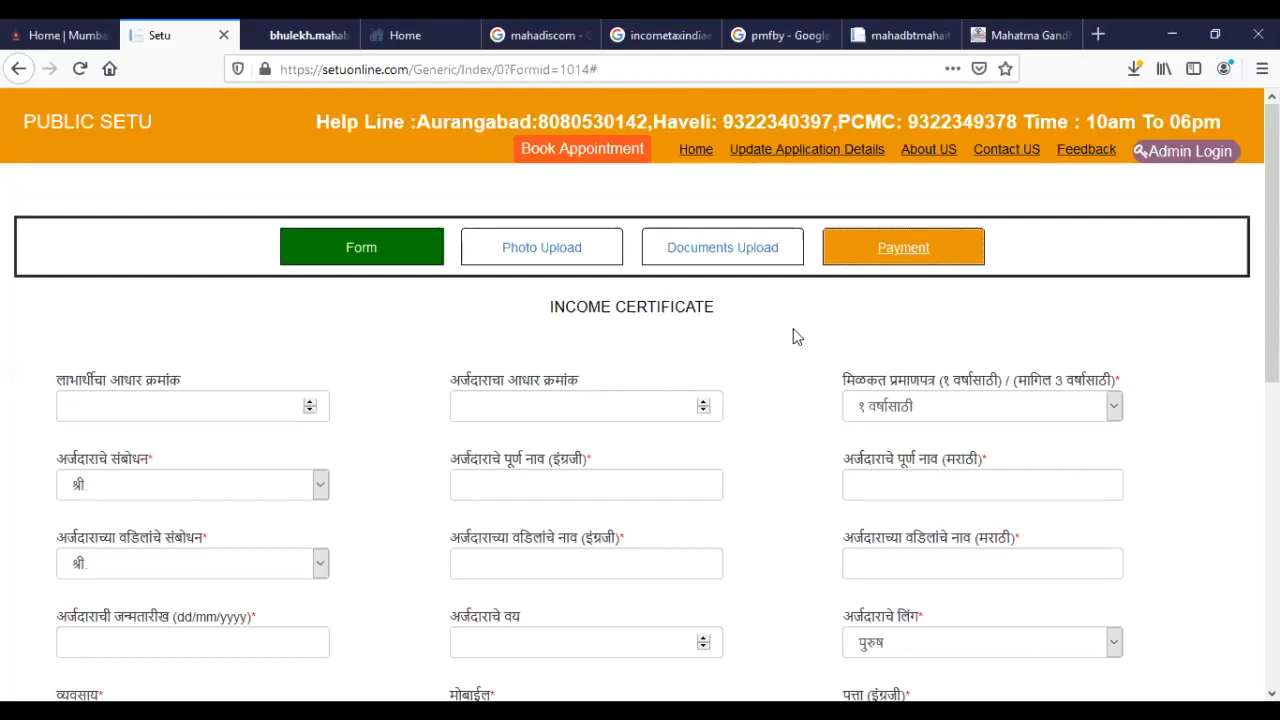 Home | Mumba
Setu
bhulekh.mahab
Home
mahadiscom - G
incometaxindia
pmfby - Google
mahadbtmahait
Mahatma Gandh
https://setuonline.com/Generic/Index/0?Formid=1014#
PUBLIC SETU
Help Line :Aurangabad:8080530142,Haveli: 9322340397,PCMC: 9322349378 Time : 10am To 06pm
Book Appointment Home Update Application Details About US Contact US Feedback Admin Login
Form Photo Upload Documents Upload Payment
INCOME CERTIFICATE
लाभार्थीचा आधार क्रमांक अर्जदाराचा आधार क्रमांक मिळकत प्रमाणपत्र (१ वर्षासाठी) / (मागिल 3 वर्षासाठी)*
१ वर्षासाठी
अर्जदाराचे संबोधन* अर्जदाराचे पूर्ण नाव (इंग्रजी)* अर्जदाराचे पूर्ण नाव (मराठी)*
श्री.
अर्जदाराच्या वडिलांचे संबोधन* अर्जदाराच्या वडिलांचे नाव (इंग्रजी)* अर्जदाराच्या वडिलांचे नाव (मराठी)*
श्री.
अर्जदाराची जन्मतारीख (dd/mm/yyyy)* अर्जदाराचे वय अर्जदाराचे लिंग*
पुरुष
व्यवसाय* मोबाईल* पत्ता (इंग्रजी)*